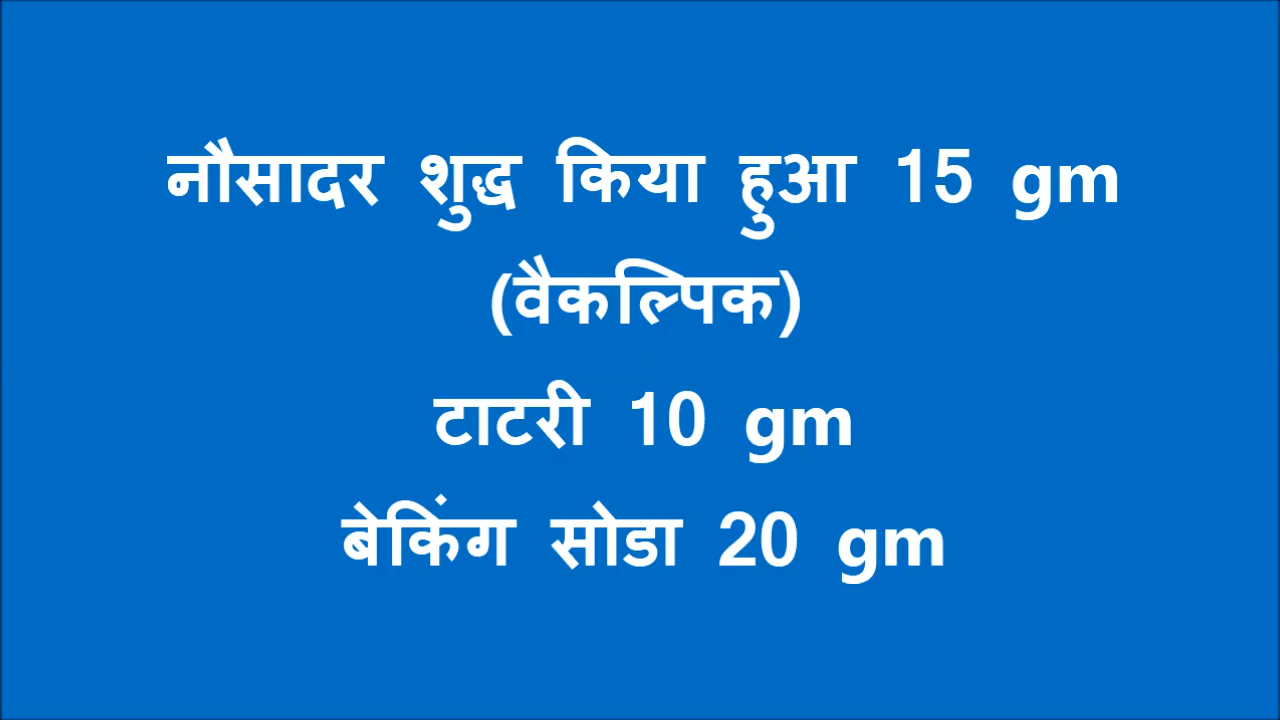 नौसादर शुद्ध किया हुआ 15 gm
(वैकल्पिक)
टाटरी 10 gm
बेकिंग सोडा 20 gm